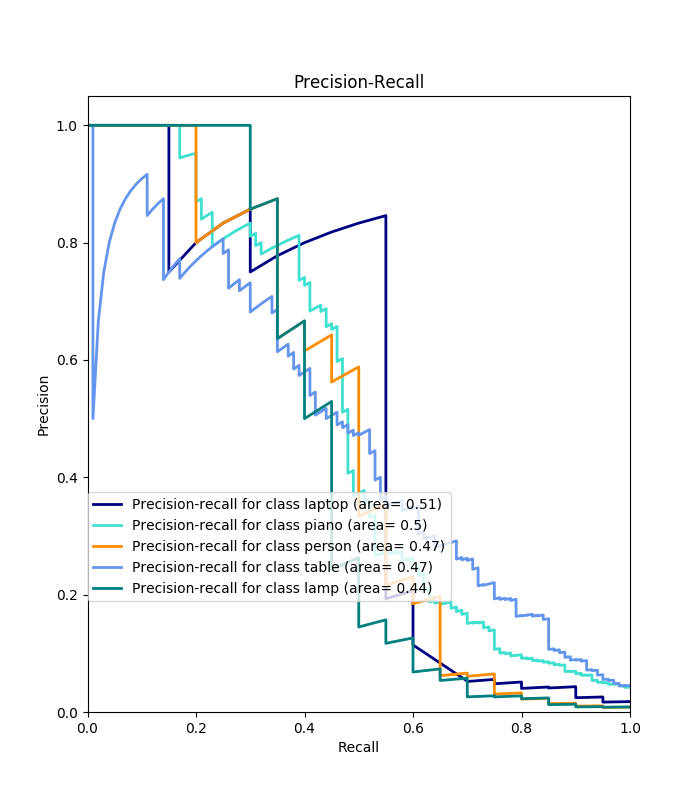 Precision-Recall
1.0
0.8
0.6
0.4
0.2
0.0
Precision
Precision-recall for class laptop (area= 0.51)
Precision-recall for class piano (area= 0.5)
Precision-recall for class person (area= 0.47)
Precision-recall for class table (area= 0.47)
Precision-recall for class lamp (area= 0.44)
0.0 0.2 0.4 0.6 0.8 1.0
Recall